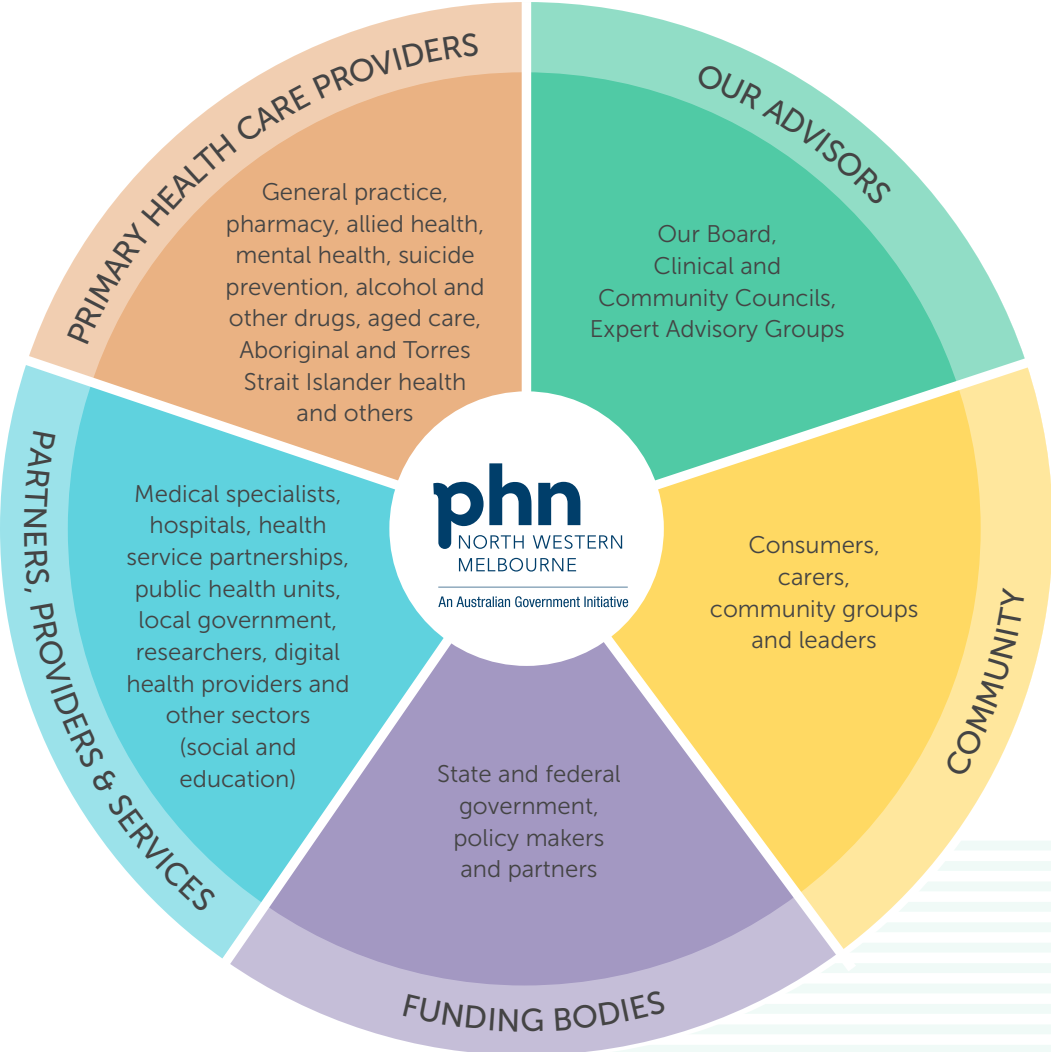 PRIMARY HEALTH CARE PROVIDERS
General practice,
pharmacy, allied health,
mental health, suicide
prevention, alcohol and
other drugs, aged care,
Aboriginal and Torres
Strait Islander health
and others
OUR ADVISORS
Our Board,
Clinical and
Community Councils,
Expert Advisory Groups
PARTNERS, PROVIDERS & SERVICES
Medical specialists,
hospitals, health
service partnerships,
public health units,
local government,
researchers, digital
health providers and
other sectors
(social and
education)
phn
NORTH WESTERN
MELBOURNE
An Australian Government Initiative
COMMUNITY
Consumers,
carers,
community groups
and leaders
State and federal
government,
policy makers
and partners
FUNDING BODIES